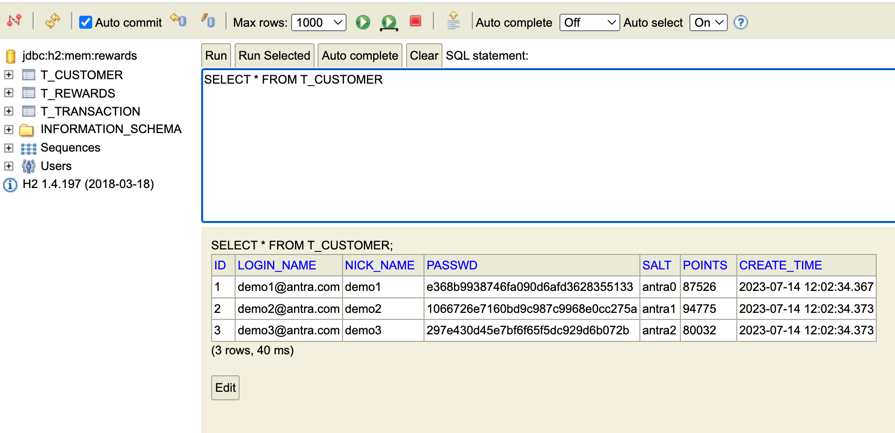 Auto commit Max rows: 1000 Auto complete Off Auto select On ?
jdbc:h2:mem:rewards
T_CUSTOMER
T_REWARDS
T_TRANSACTION
INFORMATION_SCHEMA
Sequences
Users
H2 1.4.197 (2018-03-18)
Run Run Selected Auto complete Clear SQL statement:
SELECT * FROM T_CUSTOMER
SELECT * FROM T_CUSTOMER;
ID LOGIN_NAME NICK_NAME PASSWD SALT POINTS CREATE_TIME
1 demo1@antra.com demo1 e368b9938746fa090d6afd3628355133 antra0 87526 2023-07-14 12:02:34.367
2 demo2@antra.com demo2 1066726e7160bd9c987c9968e0cc275a antra1 94775 2023-07-14 12:02:34.373
3 demo3@antra.com demo3 297e430d45e7bf6f65f5dc929d6b072b antra2 80032 2023-07-14 12:02:34.373
(3 rows, 40 ms)
Edit